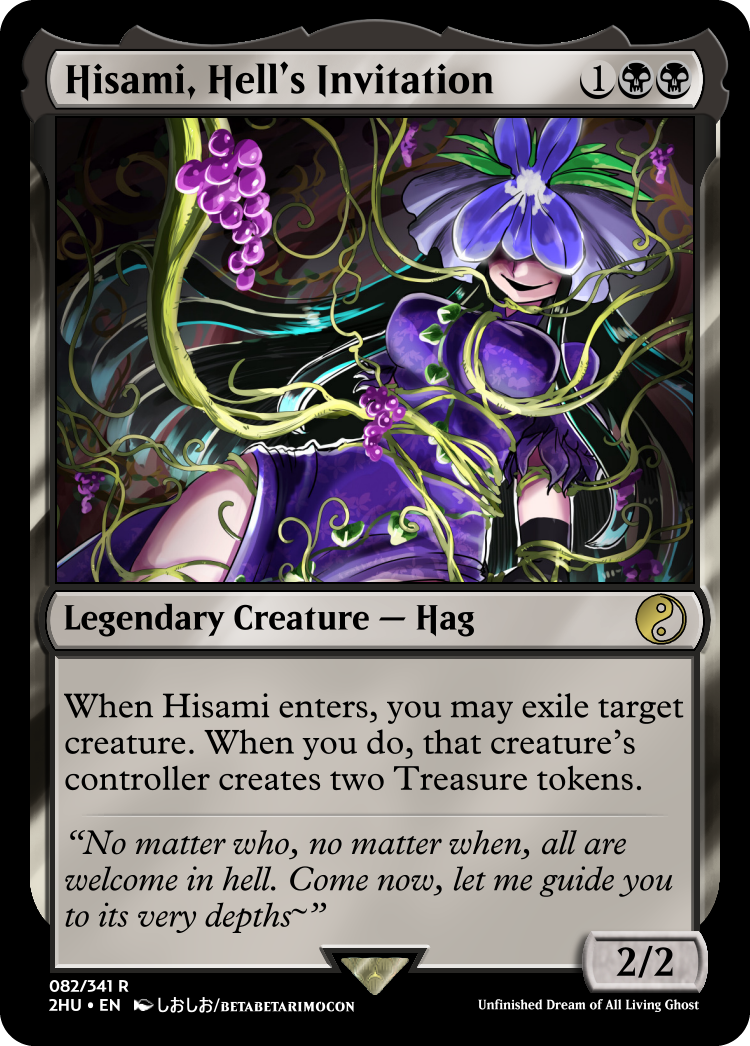 Hisami, Hell's Invitation 1
Legendary Creature — Hag
When Hisami enters, you may exile target
creature. When you do, that creature's
controller creates two Treasure tokens.
“No matter who, no matter when, all are
welcome in hell. Come now, let me guide you
to its very depths~”
2/2
082/341 R
2HU • EN しおしお/BETABETARIMOCON
Unfinished Dream of All Living Ghost